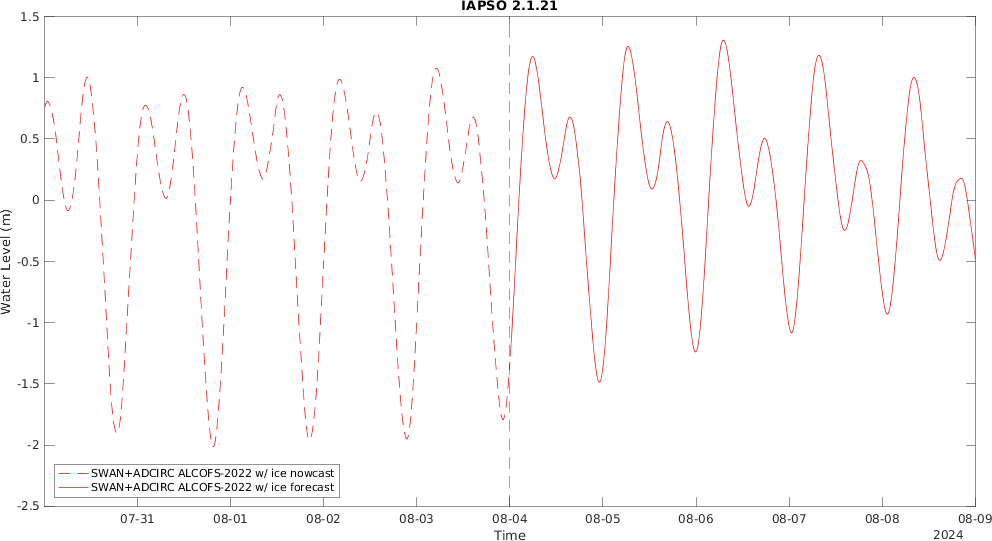 IAPSO 2.1.21
1.5
1
0.5
0
-0.5
-1
-1.5
-2
-2.5
Water Level (m)
SWAN+ADCIRC ALCOFS-2022 w/ ice nowcast
SWAN+ADCIRC ALCOFS-2022 w/ ice forecast
07-31 08-01 08-02 08-03 08-04 08-05 08-06 08-07 08-08 08-09
Time
2024